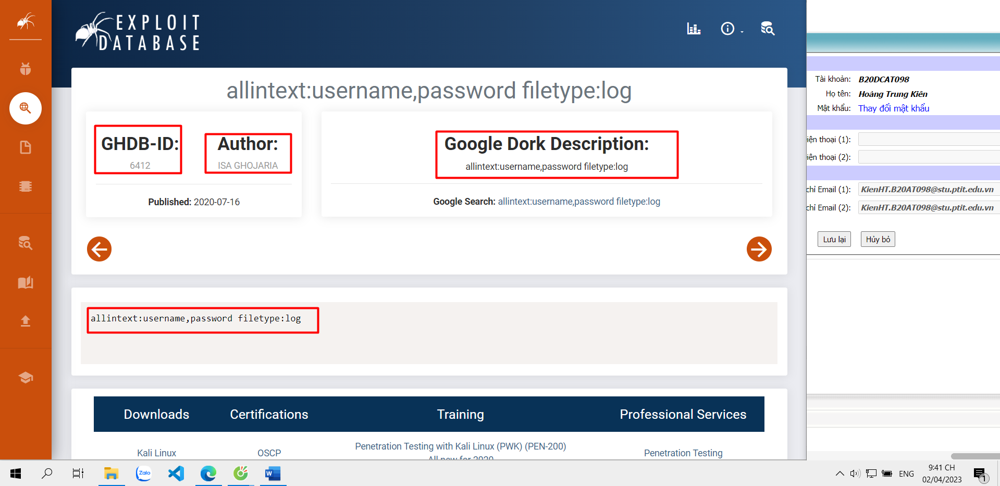 EXPLOIT
DATABASE
allintext:username,password filetype:log
GHDB-ID:
6412
Author:
ISA GHOJARIA
Published: 2020-07-16
Google Dork Description:
allintext:username,password filetype:log
Google Search: allintext:username,password filetype:log
allintext:username,password filetype:log
Downloads
Certifications
Training
Professional Services
Kali Linux
OSCP
Penetration Testing with Kali Linux (PWK) (PEN-200)
All new for 2020
Penetration Testing
Tài khoản: B20DCAT098
Họ tên: Hoàng Trung Kiên
Mật khẩu: Thay đổi mật khẩu
iện thoại (1):
iện thoại (2):
chỉ Email (1): KienHT.B20AT098@stu.ptit.edu.vn
chỉ Email (2): KienHT.B20AT098@stu.ptit.edu.vn
Lưu lại
Hủy bỏ
Zalo
W
ENG
9:41 CH
02/04/2023
1